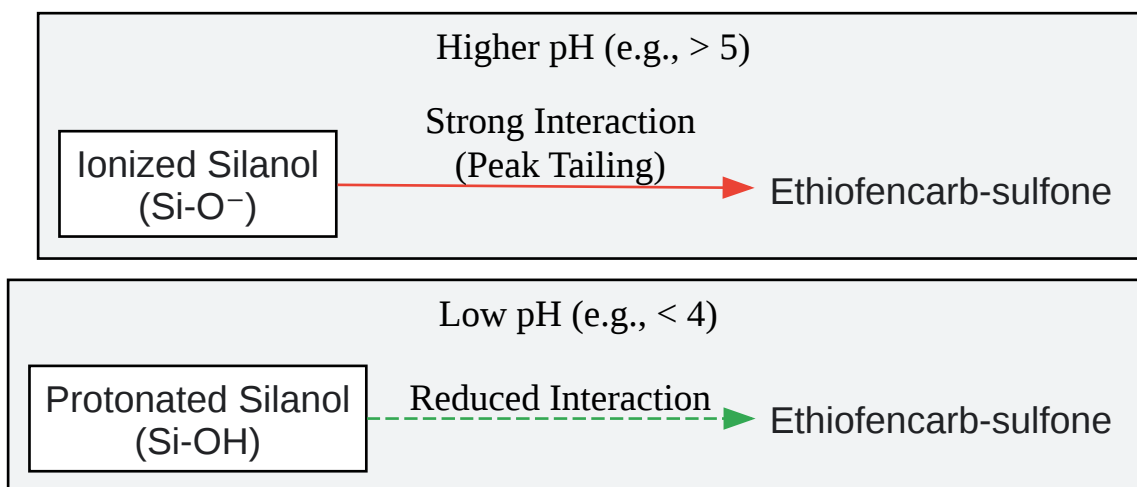 Higher pH (e.g., > 5)
Strong Interaction
(Peak Tailing)
Ionized Silanol
(Si-O⁻)
Ethiofencarb-sulfone
Low pH (e.g., < 4)
Protonated Silanol
(Si-OH)
Reduced Interaction
Ethiofencarb-sulfone